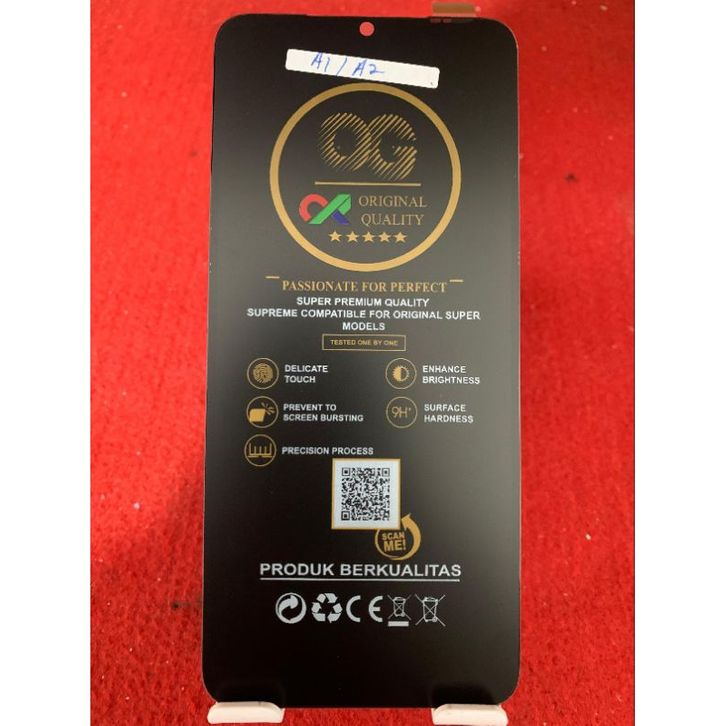 A1/A2
OG
ORIGINAL
QUALITY
PASSIONATE FOR PERFECT
SUPER PREMIUM QUALITY
SUPREME COMPATIBLE FOR ORIGINAL SUPER
MODELS
TESTED ONE BY ONE
DELICATE
TOUCH
ENHANCE
BRIGHTNESS
PREVENT TO
SCREEN BURSTING
9H+
SURFACE
HARDNESS
PRECISION PROCESS
SCAN
ME!
PRODUK BERKUALITAS
CE